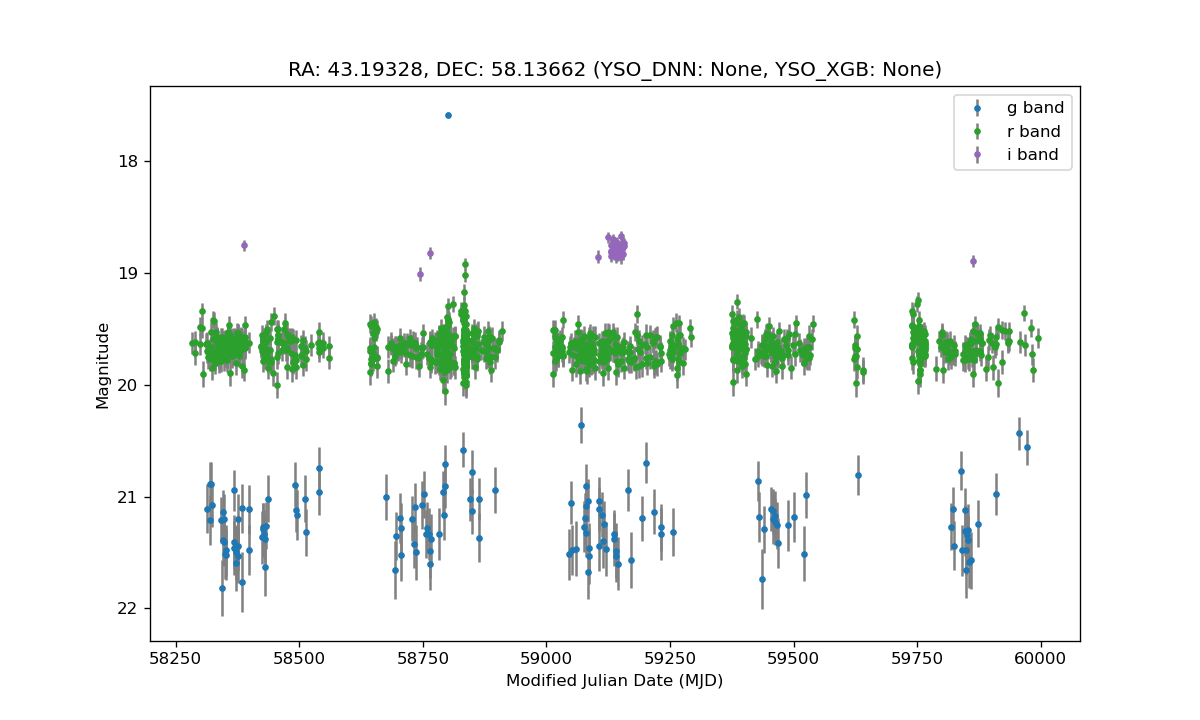 RA: 43.19328, DEC: 58.13662 (YSO_DNN: None, YSO_XGB: None)
g band
r band
i band
Magnitude
18
19
20
21
22
58250 58500 58750 59000 59250 59500 59750 60000
Modified Julian Date (MJD)